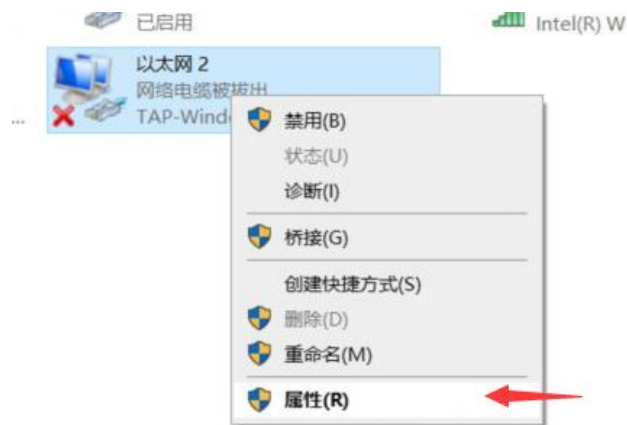 已启用
Intel(R) W
以太网 2
网络电缆被拔出
TAP-Windo
...
禁用(B)
状态(U)
诊断(I)
桥接(G)
创建快捷方式(S)
删除(D)
重命名(M)
属性(R)